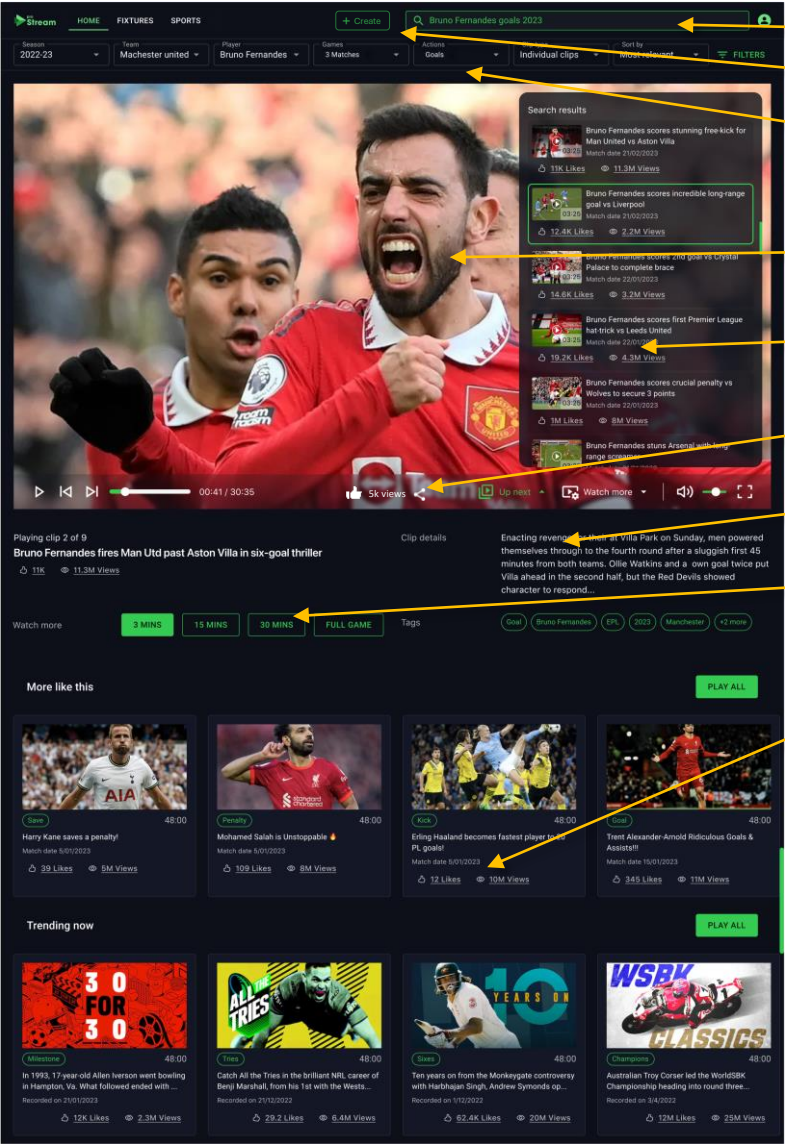 Stream
HOME
FIXTURES
SPORTS
+ Create
Bruno Fernandes goals 2023
Season
2022-23
Team
Machester united
Player
Bruno Fernandes
Games
3 Matches
Actions
Goals
Individual clips
Sort by
Most relevant
FILTERS
Search results
Bruno Fernandes scores stunning free-kick for
Man United vs Aston Villa
Match date 21/02/2023
03:25
11K Likes
11.3M Views
Bruno Fernandes scores incredible long-range
goal vs Liverpool
Match date 21/02/2023
03:25
12.4K Likes
2.2M Views
Bruno Fernandes scores 2nd goal vs Crystal
Palace to complete brace
Match date 22/01/2023
03:25
14.6K Likes
3.2M Views
Bruno Fernandes scores first Premier League
hat-trick vs Leeds United
Match date 22/01/2023
03:25
19.2K Likes
4.3M Views
Bruno Fernandes scores crucial penalty vs
Wolves to secure 3 points
Match date 22/01/2023
03:25
1M Likes
8M Views
Bruno Fernandes stuns Arsenal with long
range screamer
00:41 / 30:35
5k views
Up next
Watch more
Playing clip 2 of 9
Bruno Fernandes fires Man Utd past Aston Villa in six-goal thriller
11K
11.3M Views
Clip details
Enacting revenge for their at Villa Park on Sunday, men powered
themselves through to the fourth round after a sluggish first 45
minutes from both teams. Ollie Watkins and a own goal twice put
Villa ahead in the second half, but the Red Devils showed
character to respond...
Watch more
3 MINS
15 MINS
30 MINS
FULL GAME
Tags
Goal
Bruno Fernandes
EPL
2023
Manchester
+2 more
More like this
PLAY ALL
AIA
standard
chartered
Save
48:00
Harry Kane saves a penalty!
Match date 5/01/2023
39 Likes
5M Views
Penalty
48:00
Mohamed Salah is Unstoppable 🔥
Match date 5/01/2023
109 Likes
8M Views
Kick
48:00
Erling Haaland becomes fastest player to 25
PL goals!
Match date 5/01/2023
12 Likes
10M Views
Goal
48:00
Trent Alexander-Arnold Ridiculous Goals &
Assists!!!
Match date 15/01/2023
345 Likes
11M Views
Trending now
PLAY ALL
30
FOR
30
ALL THE
TRIES
10
YEARS ON
WSBK
CLASSICS
Milestone
48:00
In 1993, 17-year-old Allen Iverson went bowling
in Hampton, Va. What followed ended with ...
Recorded on 21/01/2023
12K Likes
2.3M Views
Tries
48:00
Catch All the Tries in the brilliant NRL career of
Benji Marshall, from his 1st with the Wests...
Recorded on 21/12/2022
29.2 Likes
6.4M Views
Sixes
48:00
Ten years on from the Monkeygate controversy
with Harbhajan Singh, Andrew Symonds op...
Recorded on 1/12/2022
62.4K Likes
20M Views
Champions
48:00
Australian Troy Corser led the WorldSBK
Championship heading into round three...
Recorded on 3/4/2022
12M Likes
25M Views